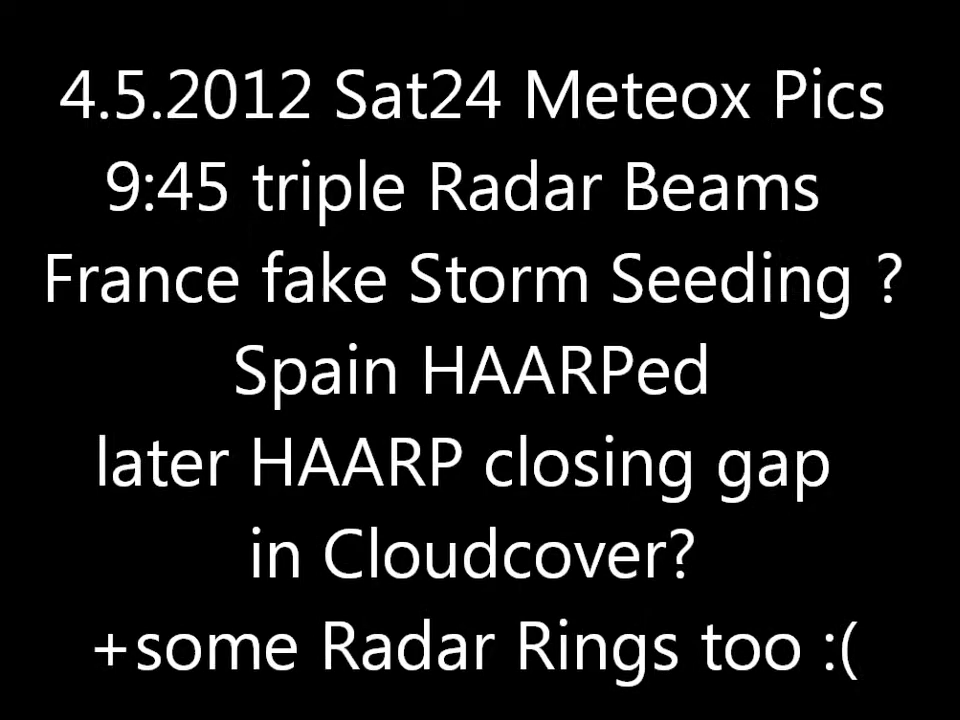 4.5.2012 Sat24 Meteox Pics
9:45 triple Radar Beams
France fake Storm Seeding ?
Spain HAARPed
later HAARP closing gap
in Cloudcover?
+some Radar Rings too :(